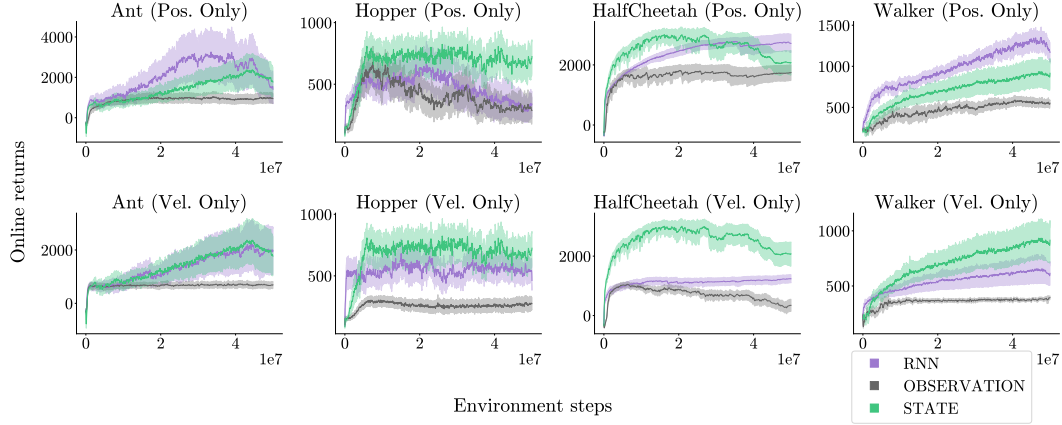 Ant (Pos. Only) Hopper (Pos. Only) HalfCheetah (Pos. Only) Walker (Pos. Only)
4000
2000
0
0 2 4
1e7
1000
500
0 2 4
1e7
2000
0
0 2 4
1e7
1500
1000
500
0 2 4
1e7
Online returns
Ant (Vel. Only) Hopper (Vel. Only) HalfCheetah (Vel. Only) Walker (Vel. Only)
2000
0
0 2 4
1e7
1000
500
0 2 4
1e7
2000
0
0 2 4
1e7
1000
500
0 2 4
1e7
Environment steps
RNN
OBSERVATION
STATE